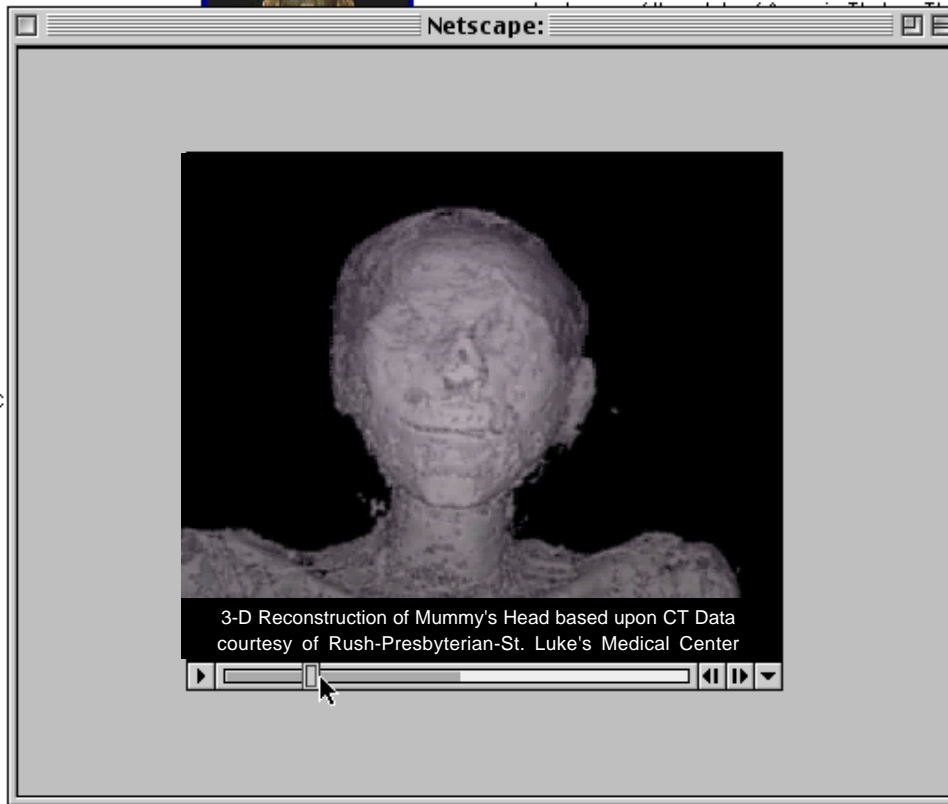 Netscape:
3-D Reconstruction of Mummy's Head based upon CT Data
courtesy of Rush-Presbyterian-St. Luke's Medical Center